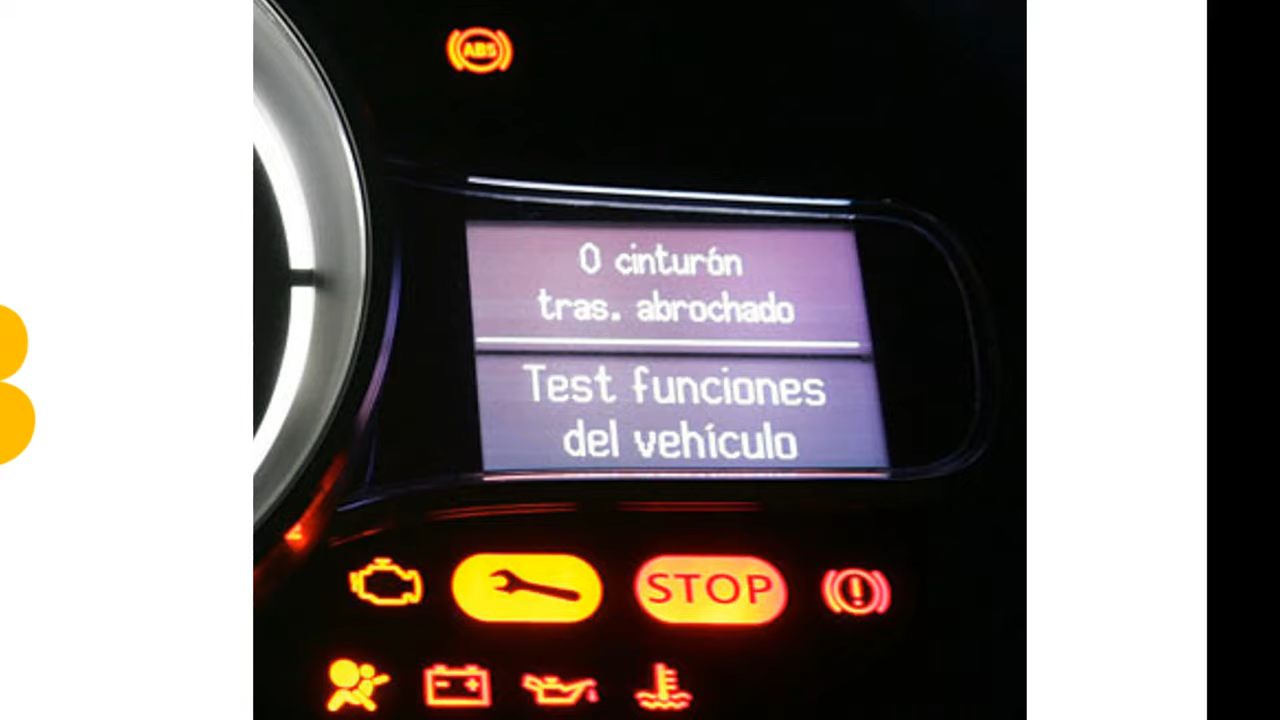 ABS
0 cinturón
tras. abrochado
Test funciones
del vehículo
STOP